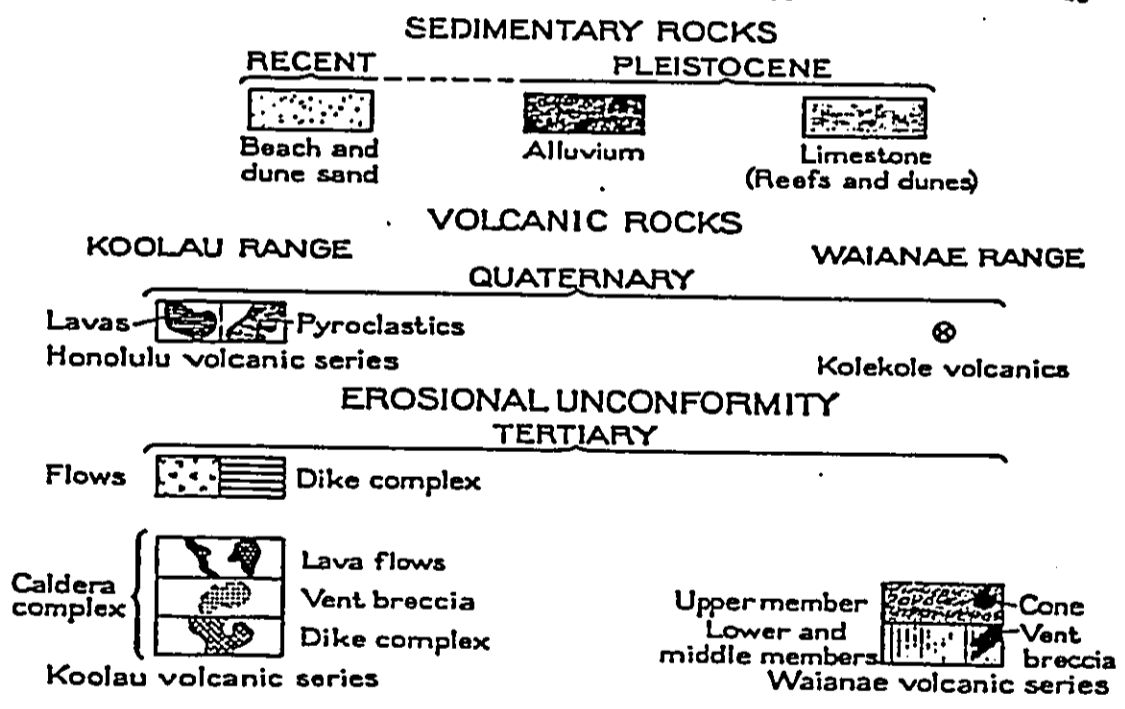 SEDIMENTARY ROCKS
RECENT PLEISTOCENE
Beach and dune sand
Alluvium
Limestone
(Reefs and dunes)
VOLCANIC ROCKS
KOOLAU RANGE WAIANAE RANGE
QUATERNARY
Lavas Pyroclastics
Honolulu volcanic series
Kolekole volcanics
EROSIONAL UNCONFORMITY
TERTIARY
Flows Dike complex
Caldera complex
Lava flows
Vent breccia
Dike complex
Koolau volcanic series
Upper member Cone
Lower and middle members
Vent breccia
Waianae volcanic series